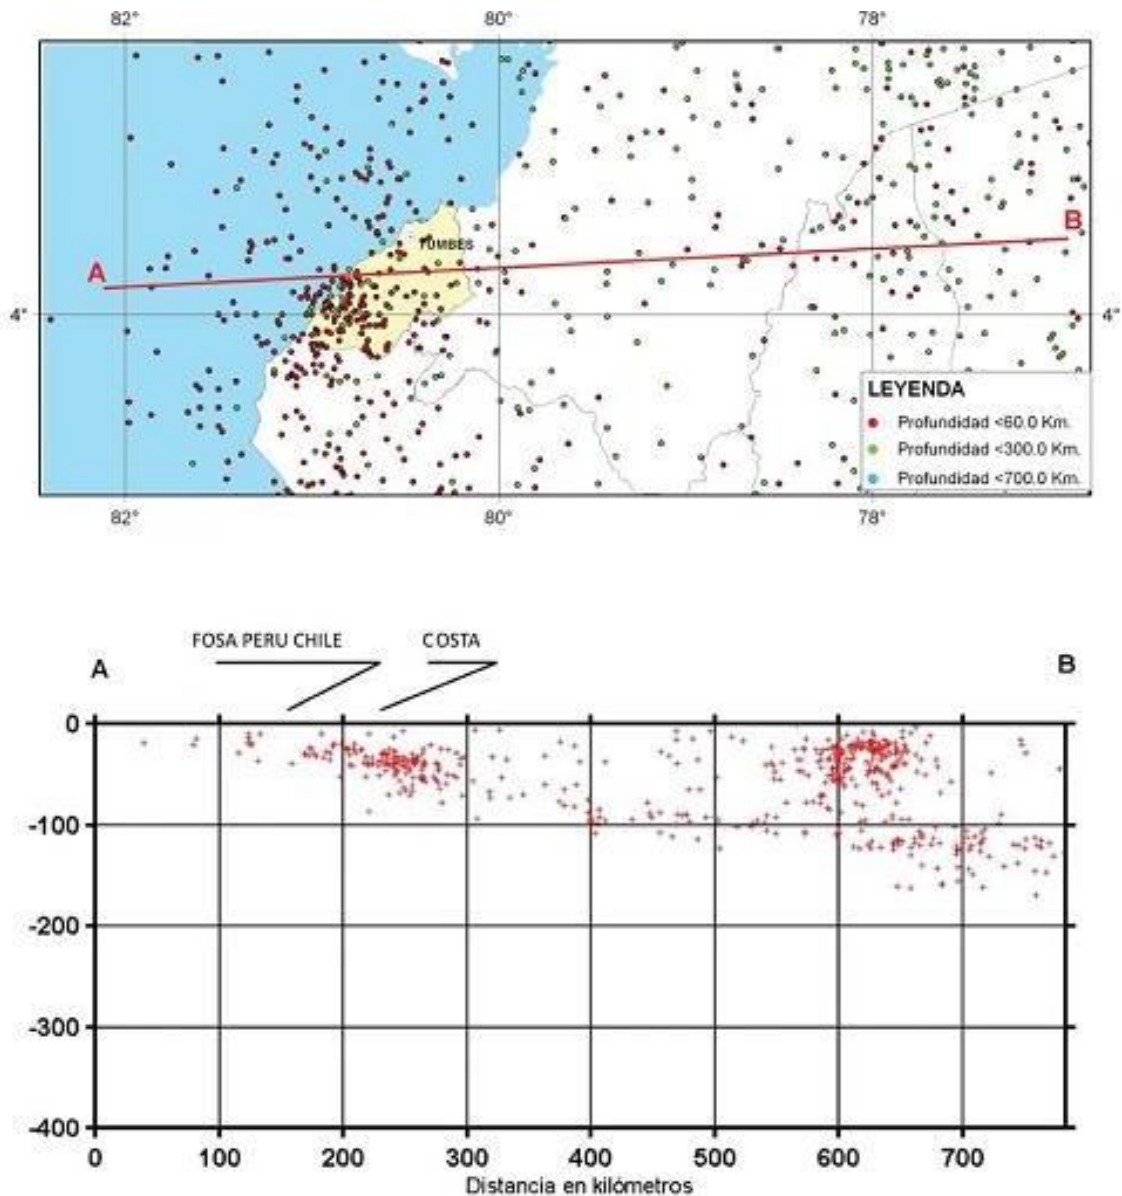 82° 80° 78°
TUMBES
B
A
4° 4°
LEYENDA
Profundidad <60.0 Km.
Profundidad <300.0 Km.
Profundidad <700.0 Km.
82° 80° 78°
FOSA PERU CHILE COSTA
A B
0
-100
-200
-300
-400
0 100 200 300 400 500 600 700
Distancia en kilómetros